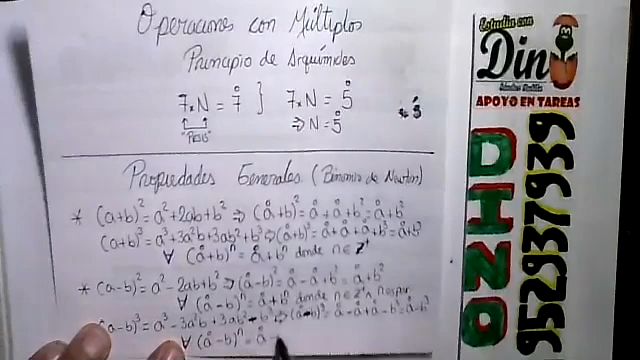 Operaciones con Múltiplos
Principio de Arquímides
7×N = 7̊ } 7×N = 5̊
"PESI" ⇒ N = 5̊
Propiedades Generales (Binomio de Newton)
* (a+b)² = a²+2ab+b² ⇒ (å+b)² = å+å+b² = å+b²
(a+b)³ = a³+3a²b+3ab²+b³ ⇒ (å+b)³ = å+å+å+b³ = å+b³
∀ (å+b)ⁿ = å+bⁿ donde n∈Z⁺
* (a-b)² = a²-2ab+b² ⇒ (å-b)² = å-å+b² = å+b²
∀ (å-b)ⁿ = å+bⁿ donde n∈Z⁺ n, n es par
(a-b)³ = a³-3a²b+3ab²-b³ ⇒ (å-b)³ = å-å+å-b³ = å-b³
∀ (å-b)ⁿ = å-
Estudia con
Dino
APOYO EN TAREAS
DINO
952937939